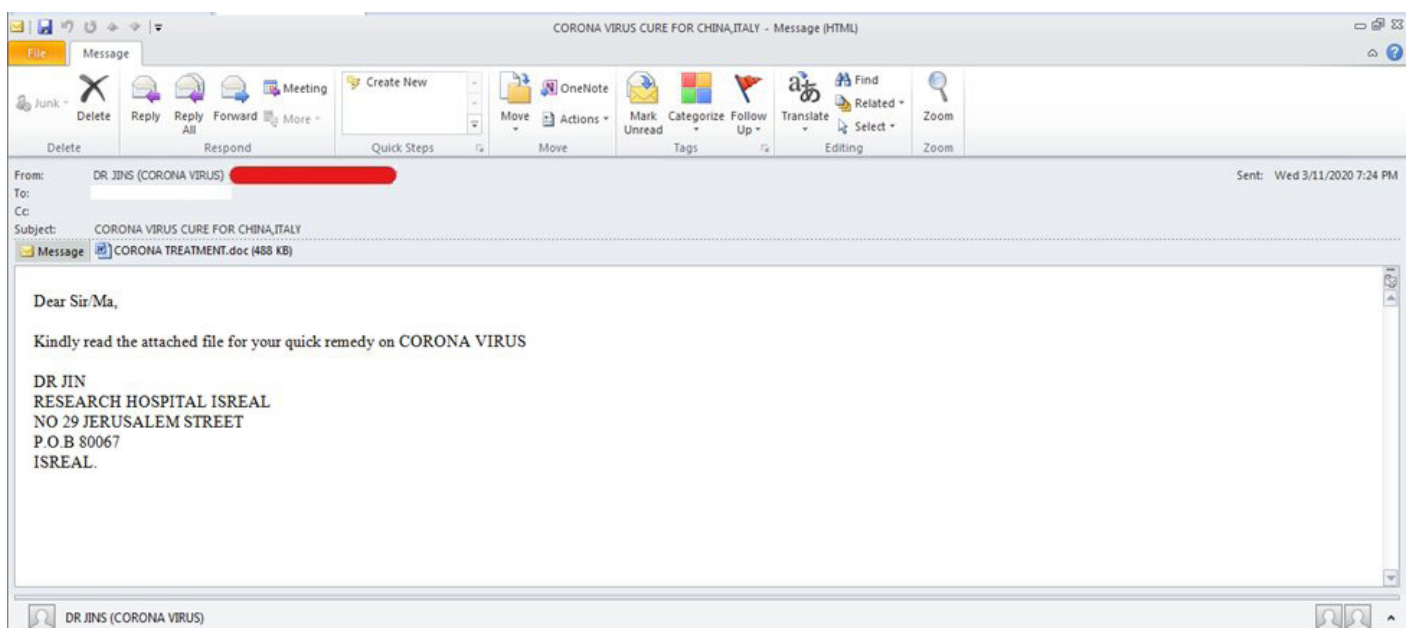 CORONA VIRUS CURE FOR CHINA,ITALY - Message (HTML)
File Message
Junk Delete Reply Reply All Forward Meeting More
Create New
Move OneNote Actions
Mark Unread Categorize Follow Up
Translate Find Related Select
Zoom
Delete Respond Quick Steps Move Tags Editing Zoom
From: DR JINS (CORONA VIRUS) Sent: Wed 3/11/2020 7:24 PM
To:
Cc:
Subject: CORONA VIRUS CURE FOR CHINA,ITALY
Message CORONA TREATMENT.doc (488 KB)
Dear Sir/Ma,
Kindly read the attached file for your quick remedy on CORONA VIRUS
DR JIN
RESEARCH HOSPITAL ISREAL
NO 29 JERUSALEM STREET
P.O.B 80067
ISREAL.
DR JINS (CORONA VIRUS)